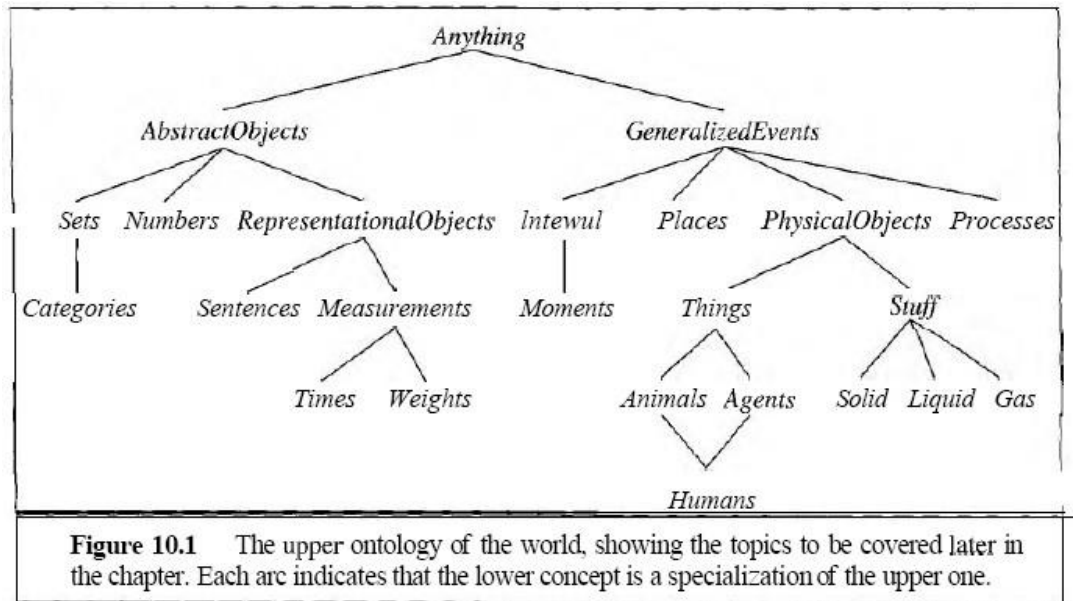 Anything
AbstractObjects GeneralizedEvents
Sets Numbers RepresentationalObjects Intewul Places PhysicalObjects Processes
Categories Sentences Measurements Moments Things Stuff
Times Weights Animals Agents Solid Liquid Gas
Humans
Figure 10.1 The upper ontology of the world, showing the topics to be covered later in
the chapter. Each arc indicates that the lower concept is a specialization of the upper one.